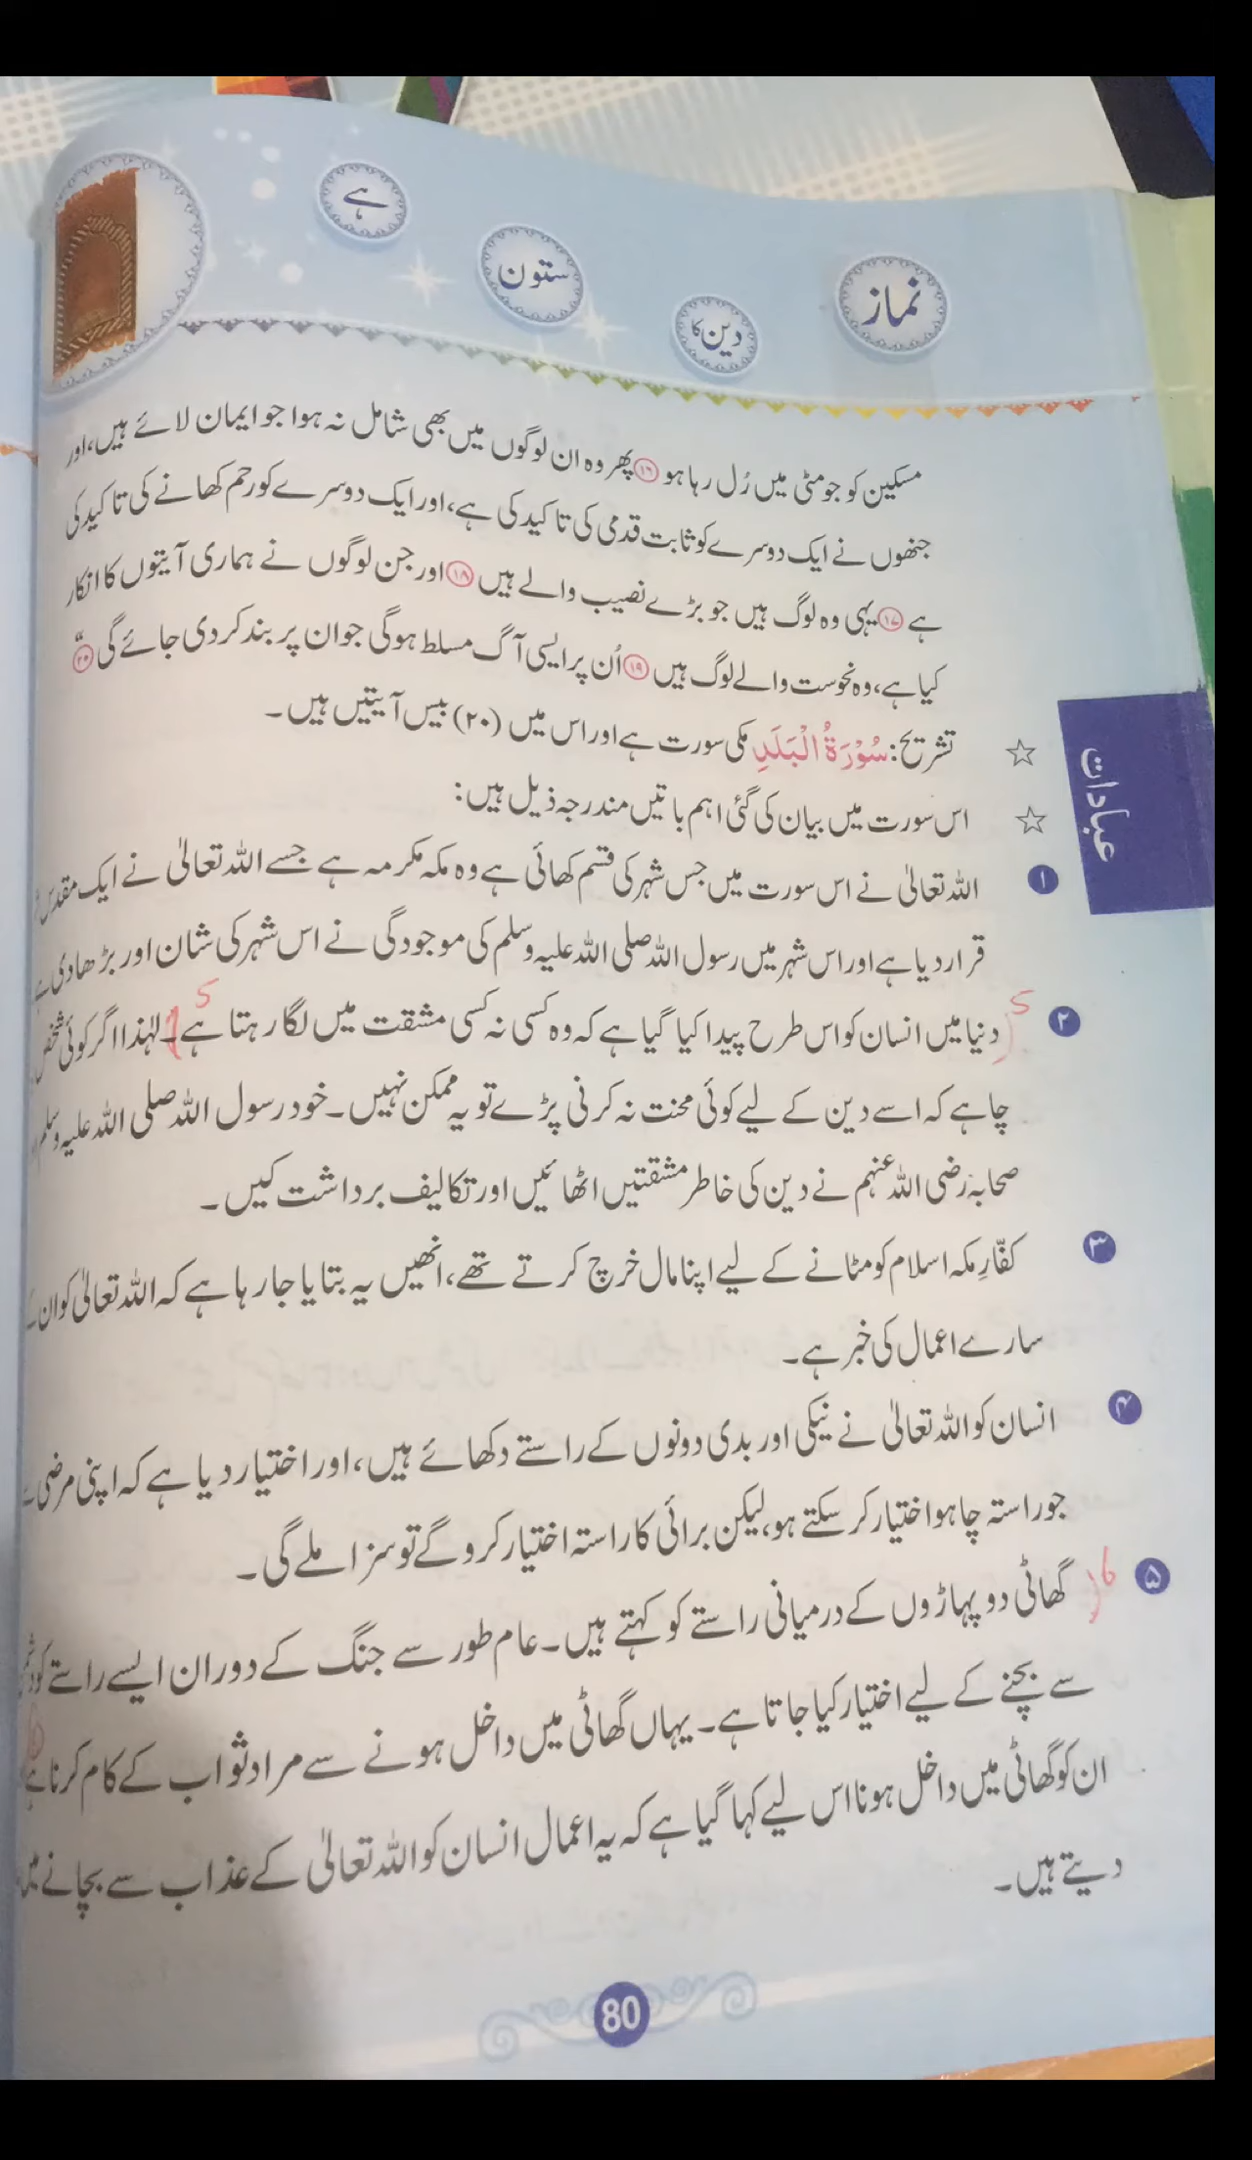 نماز
دین کا
ستون
ہے
مسکین کو جو مٹی میں رُل رہا ہو ۱۶ پھر وہ ان لوگوں میں بھی شامل نہ ہوا جو ایمان لائے ہیں، اور
جنھوں نے ایک دوسرے کو ثابت قدمی کی تاکید کی ہے، اور ایک دوسرے کو رحم کھانے کی تاکید کی
ہے ۱۷ یہی وہ لوگ ہیں جو بڑے نصیب والے ہیں ۱۸ اور جن لوگوں نے ہماری آیتوں کا انکار
کیا ہے، وہ نحوست والے لوگ ہیں ۱۹ اُن پر ایسی آگ مسلط ہوگی جو ان پر بند کردی جائے گی ۲۰
☆ تشریح: سُوْرَۃُ الْبَلَدِ مکی سورت ہے اور اس میں (۲۰) بیس آیتیں ہیں۔
☆ اس سورت میں بیان کی گئی اہم باتیں مندرجہ ذیل ہیں:
عبادات
۱ اللہ تعالیٰ نے اس سورت میں جس شہر کی قسم کھائی ہے وہ مکہ مکرمہ ہے جسے اللہ تعالیٰ نے ایک مقدس
قرار دیا ہے اور اس شہر میں رسول اللہ صلی اللہ علیہ وسلم کی موجودگی نے اس شہر کی شان اور بڑھادی ہے
۲ دنیا میں انسان کو اس طرح پیدا کیا گیا ہے کہ وہ کسی نہ کسی مشقت میں لگا رہتا ہے۔ لہٰذا اگر کوئی شخص
چاہے کہ اسے دین کے لیے کوئی محنت نہ کرنی پڑے تو یہ ممکن نہیں۔ خود رسول اللہ صلی اللہ علیہ وسلم
صحابہ رضی اللہ عنہم نے دین کی خاطر مشقتیں اٹھائیں اور تکالیف برداشت کیں۔
۳ کفّارِ مکہ اسلام کو مٹانے کے لیے اپنا مال خرچ کرتے تھے، انھیں یہ بتایا جا رہا ہے کہ اللہ تعالیٰ کو ان
سارے اعمال کی خبر ہے۔
۴ انسان کو اللہ تعالیٰ نے نیکی اور بدی دونوں کے راستے دکھائے ہیں، اور اختیار دیا ہے کہ اپنی مرضی
جو راستہ چاہو اختیار کر سکتے ہو، لیکن برائی کا راستہ اختیار کرو گے تو سزا ملے گی۔
۵ گھاٹی دو پہاڑوں کے درمیانی راستے کو کہتے ہیں۔ عام طور سے جنگ کے دوران ایسے راستے کو
سے بچنے کے لیے اختیار کیا جاتا ہے۔ یہاں گھاٹی میں داخل ہونے سے مراد ثواب کے کام کرنا ہے
ان کو گھاٹی میں داخل ہونا اس لیے کہا گیا ہے کہ یہ اعمال انسان کو اللہ تعالیٰ کے عذاب سے بچانے میں
دیتے ہیں۔
80